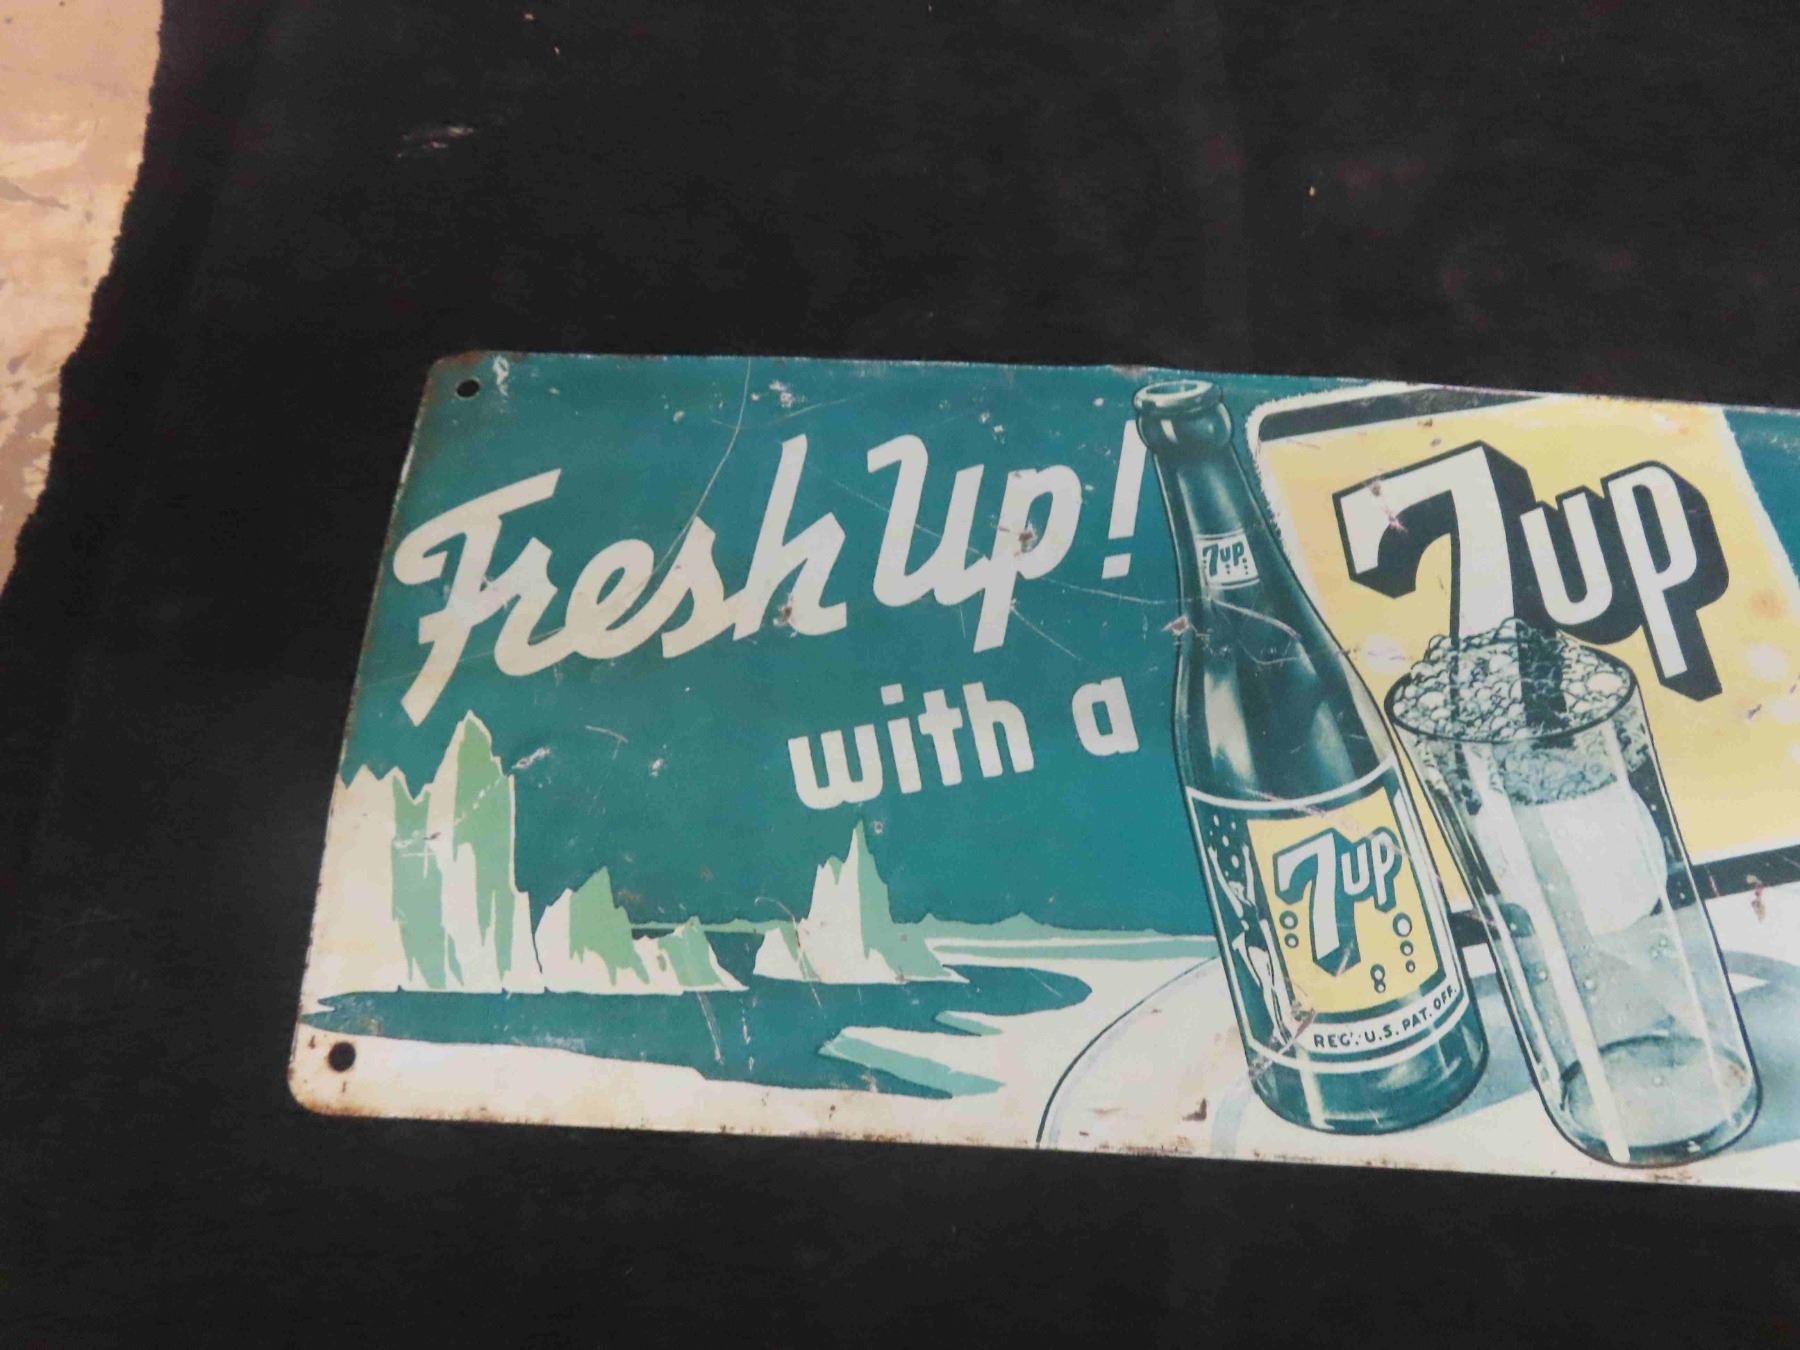 Fresh Up!
with a
7up
7up
7up
REG. U.S. PAT. OFF.